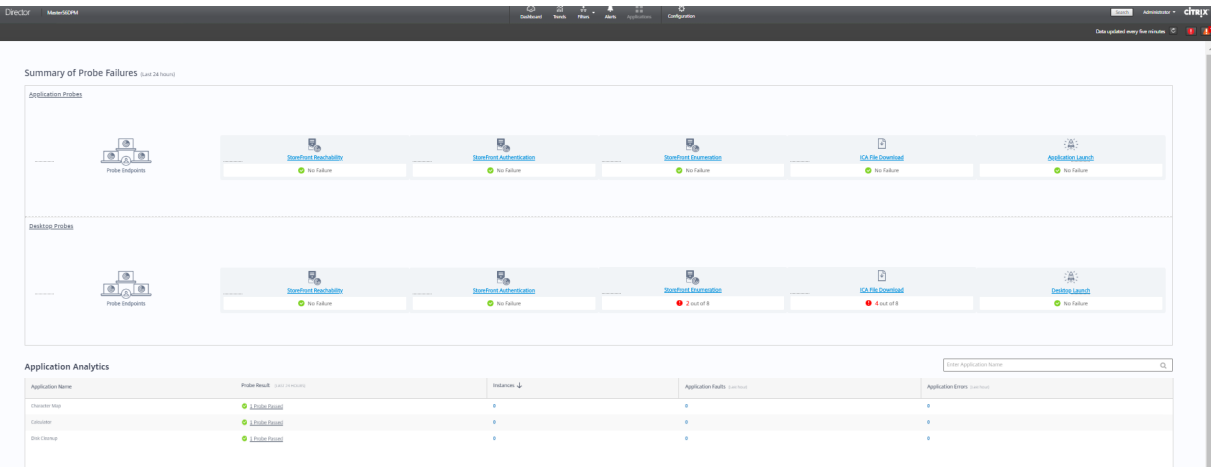 Director Master560PM Dashboard Trends Filters Alerts Applications Configuration Search Administrator citrix
Data updated every five minutes
Summary of Probe Failures (Last 24 hours)
Application Probes
Probe Endpoints
StoreFront Reachability StoreFront Authentication StoreFront Enumeration ICA File Download Application Launch
No Failure No Failure No Failure No Failure No Failure
Desktop Probes
Probe Endpoints
StoreFront Reachability StoreFront Authentication StoreFront Enumeration ICA File Download Desktop Launch
No Failure No Failure 2 out of 8 4 out of 8 No Failure
Application Analytics
Enter Application Name
Application Name Probe Result Instances Application Faults Application Errors
Character Map 1 Probe Passed 0 0 0
Calculator 1 Probe Passed 0 0 0
Disk Cleanup 1 Probe Passed 0 0 0